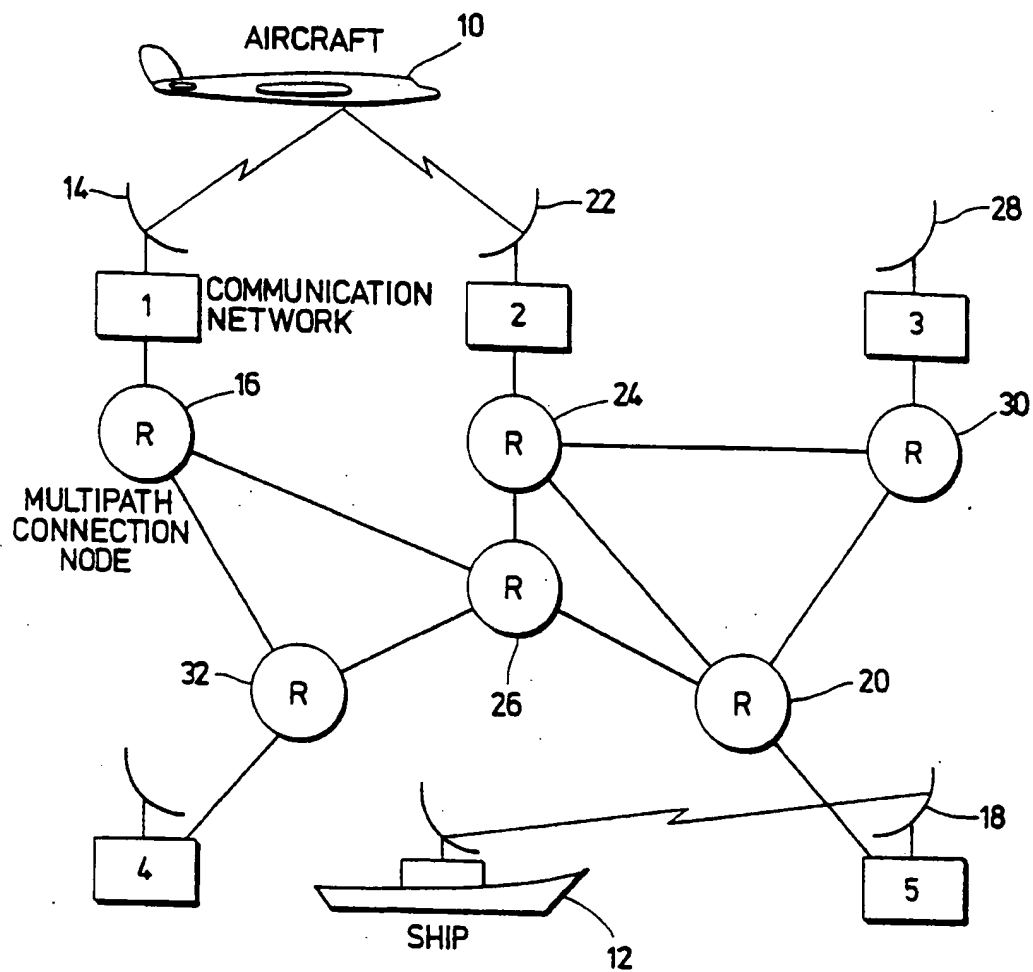 AIRCRAFT
10
14
22
28
1
COMMUNICATION
NETWORK
2
3
16
24
30
R
R
R
MULTIPATH
CONNECTION
NODE
R
32
R
26
R
20
4
18
5
SHIP
12